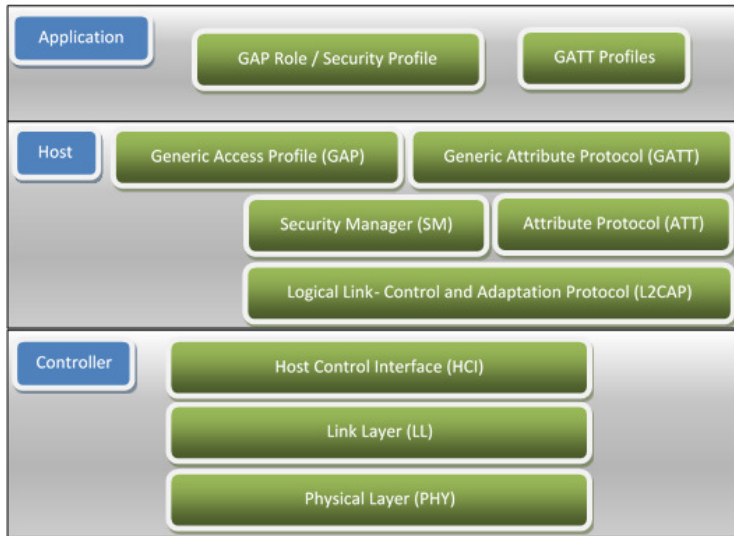 Application
GAP Role / Security Profile
GATT Profiles
Host
Generic Access Profile (GAP)
Generic Attribute Protocol (GATT)
Security Manager (SM)
Attribute Protocol (ATT)
Logical Link- Control and Adaptation Protocol (L2CAP)
Controller
Host Control Interface (HCI)
Link Layer (LL)
Physical Layer (PHY)